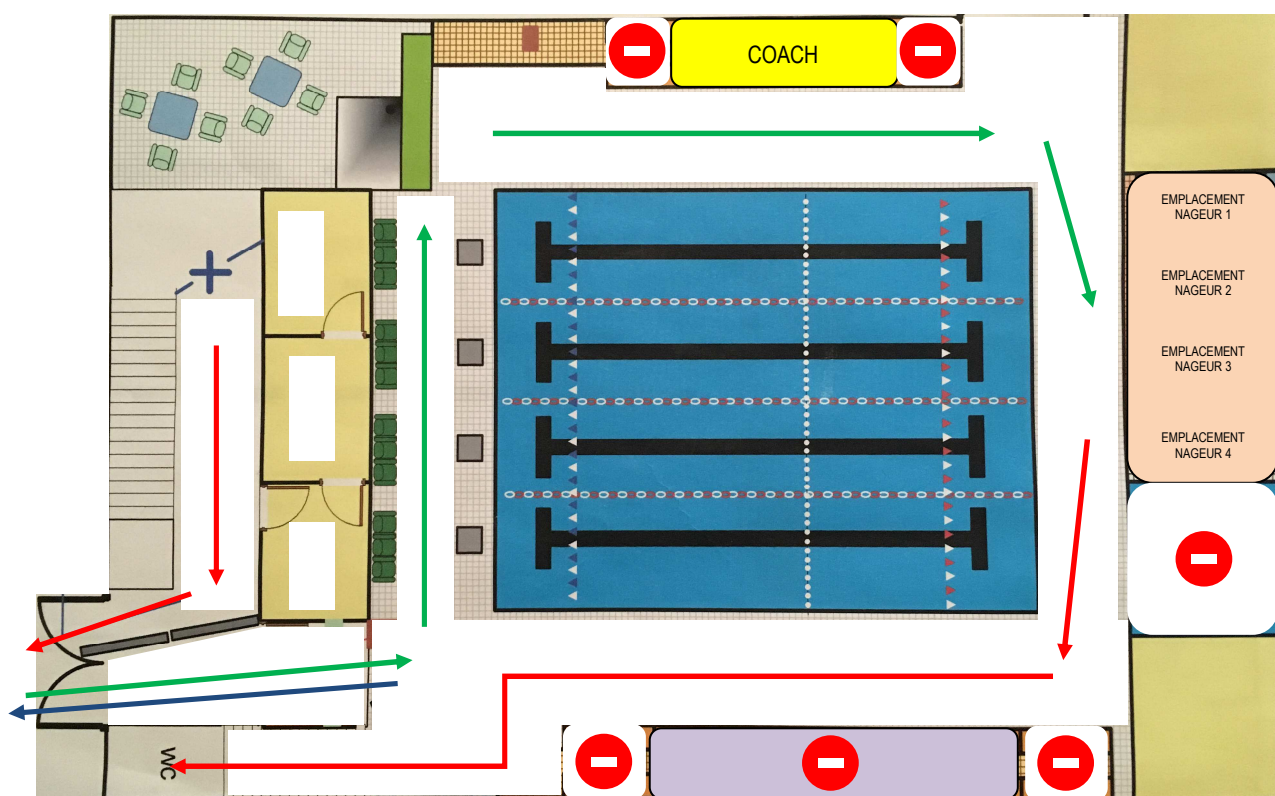 COACH
EMPLACEMENT
NAGEUR 1
EMPLACEMENT
NAGEUR 2
EMPLACEMENT
NAGEUR 3
EMPLACEMENT
NAGEUR 4
WC